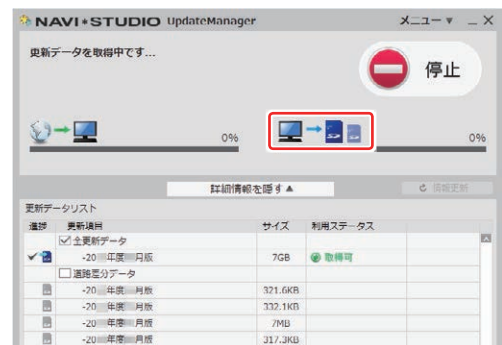 NAVI*STUDIO UpdateManager
メニュー ▼ _ X
更新データを取得中です...
停止
0%
0%
詳細情報を隠す▲
情報更新
更新データリスト
進捗 更新項目 サイズ 利用ステータス
全更新データ
-20 年度 月版 7GB 取得可
道路差分データ
-20 年度 月版 321.6KB
-20 年度 月版 332.1KB
-20 年度 月版 7MB
-20 年度 月版 317.3KB